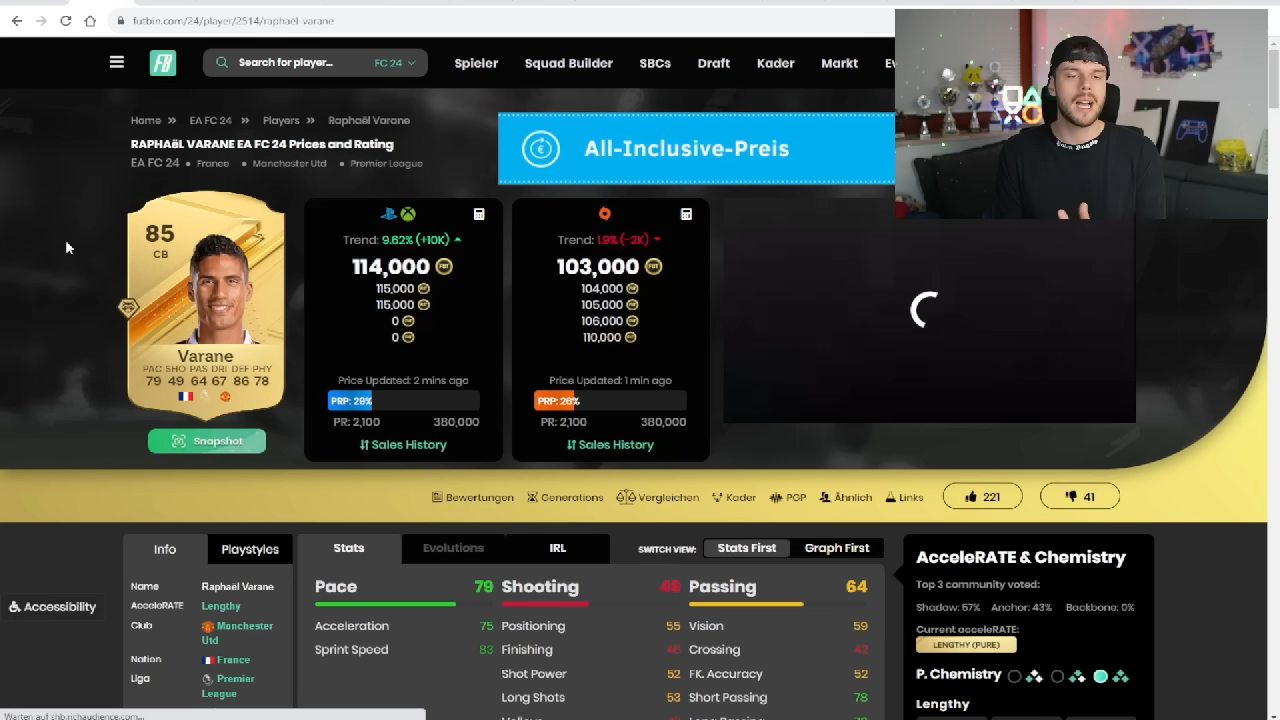 futbin.com/24/player/2514/raphael-varane
FB
Search for player...
FC 24
Spieler
Squad Builder
SBCs
Draft
Kader
Markt
Home » EA FC 24 » Players » Raphaël Varane
RAPHAëL VARANE EA FC 24 Prices and Rating
EA FC 24 • France • Manchester Utd • Premier League
All-Inclusive-Preis
85
CB
Varane
PAC SHO PAS DRI DEF PHY
79 49 64 67 86 78
Snapshot
Trend: 9.62% (+10K)
114,000
115,000
115,000
0
0
Price Updated: 2 mins ago
PRP: 29%
PR: 2,100 380,000
Sales History
Trend: 1.9% (-2K)
103,000
104,000
105,000
106,000
110,000
Price Updated: 1 min ago
PRP: 26%
PR: 2,100 380,000
Sales History
Bewertungen
Generations
Vergleichen
Kader
PGP
Ähnlich
Links
221
41
Info
Playstyles
Name Raphaël Varane
AcceleRATE Lengthy
Club Manchester
Utd
Nation France
Liga Premier
League
Stats
Evolutions
IRL
SWITCH VIEW:
Stats First
Graph First
Pace 79
Acceleration 75
Sprint Speed 83
Shooting
Positioning 55
Finishing 46
Shot Power 52
Long Shots 53
Passing 64
Vision 59
Crossing 42
FK. Accuracy 52
Short Passing 78
AcceleRATE & Chemistry
Top 3 community voted:
Shadow: 57% Anchor: 43% Backbone: 0%
Current acceleRATE:
LENGTHY (PURE)
P. Chemistry
Lengthy
Accessibility
Warten auf shb.richaudience.com...